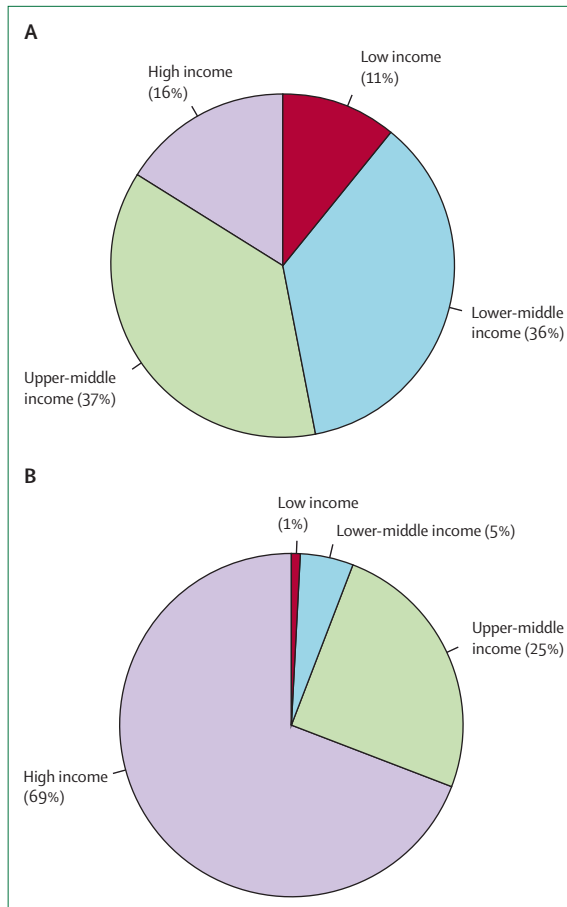 A
High income
(16%)
Low income
(11%)
Lower-middle
income (36%)
Upper-middle
income (37%)
B
Low income
(1%)
Lower-middle income (5%)
Upper-middle
income (25%)
High income
(69%)